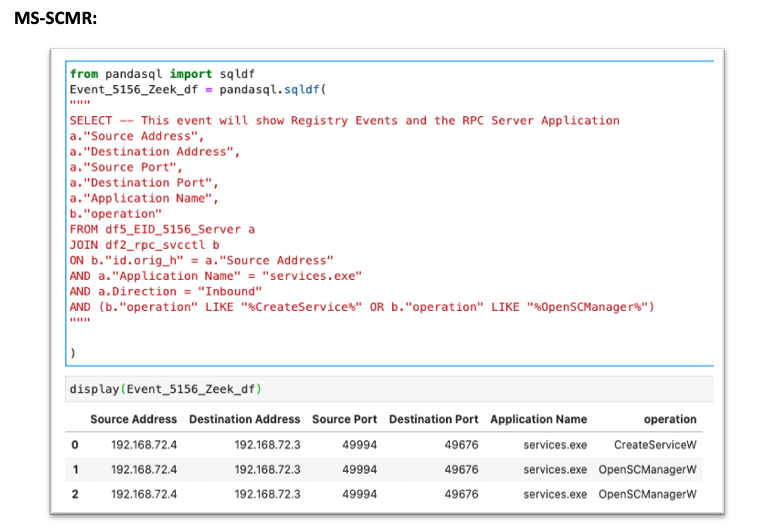 MS-SCMR:
from pandasql import sqldf
Event_5156_Zeek_df = pandasql.sqldf(
"""
SELECT -- This event will show Registry Events and the RPC Server Application
a."Source Address",
a."Destination Address",
a."Source Port",
a."Destination Port",
a."Application Name",
b."operation"
FROM df5_EID_5156_Server a
JOIN df2_rpc_svcctl b
ON b."id.orig_h" = a."Source Address"
AND a."Application Name" = "services.exe"
AND a.Direction = "Inbound"
AND (b."operation" LIKE "%CreateService%" OR b."operation" LIKE "%OpenSCManager%")
"""
)
display(Event_5156_Zeek_df)
Source Address Destination Address Source Port Destination Port Application Name operation
0 192.168.72.4 192.168.72.3 49994 49676 services.exe CreateServiceW
1 192.168.72.4 192.168.72.3 49994 49676 services.exe OpenSCManagerW
2 192.168.72.4 192.168.72.3 49994 49676 services.exe OpenSCManagerW